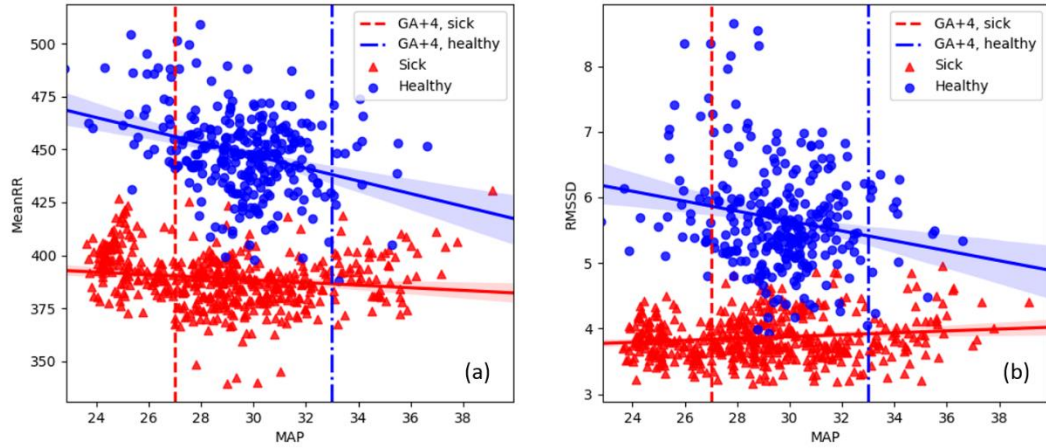 GA+4, sick
GA+4, healthy
Sick
Healthy
500
475
450
425
400
375
350
MeanRR
24 26 28 30 32 34 36 38
MAP
(a)
GA+4, sick
GA+4, healthy
Sick
Healthy
8
7
6
5
4
3
RMSSD
24 26 28 30 32 34 36 38
MAP
(b)